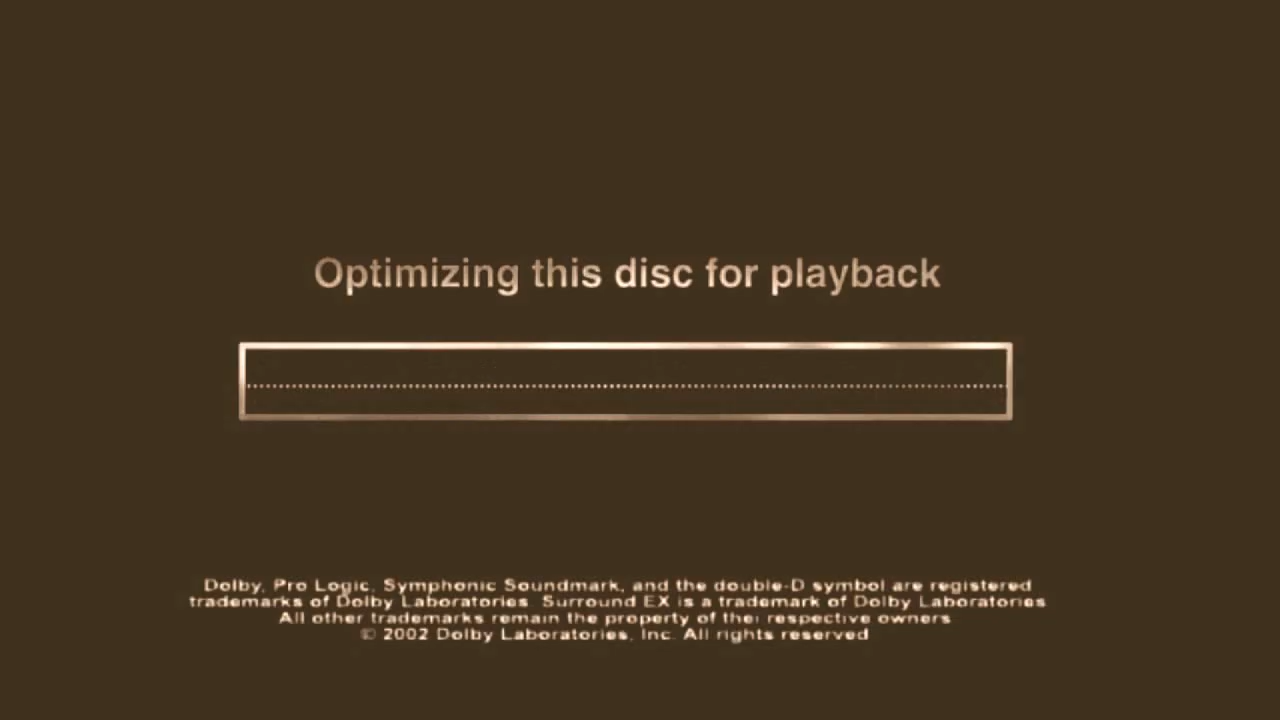 Optimizing this disc for playback
Dolby, Pro Logic, Symphonic Soundmark, and the double-D symbol are registered
trademarks of Dolby Laboratories. Surround EX is a trademark of Dolby Laboratories
All other trademarks remain the property of their respective owners
© 2002 Dolby Laboratories, Inc. All rights reserved